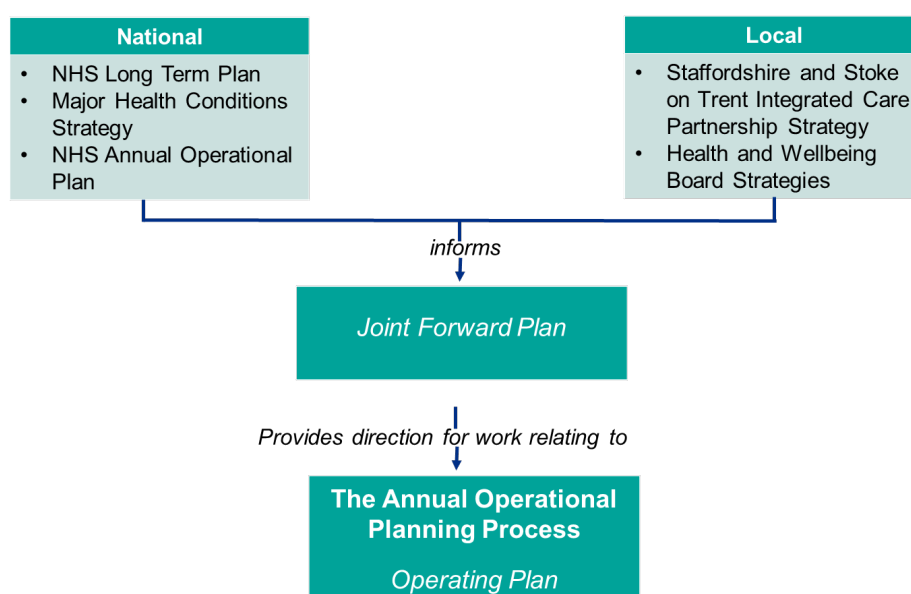 National
• NHS Long Term Plan
• Major Health Conditions
Strategy
• NHS Annual Operational
Plan
Local
• Staffordshire and Stoke
on Trent Integrated Care
Partnership Strategy
• Health and Wellbeing
Board Strategies
informs
Joint Forward Plan
Provides direction for work relating to
The Annual Operational
Planning Process
Operating Plan